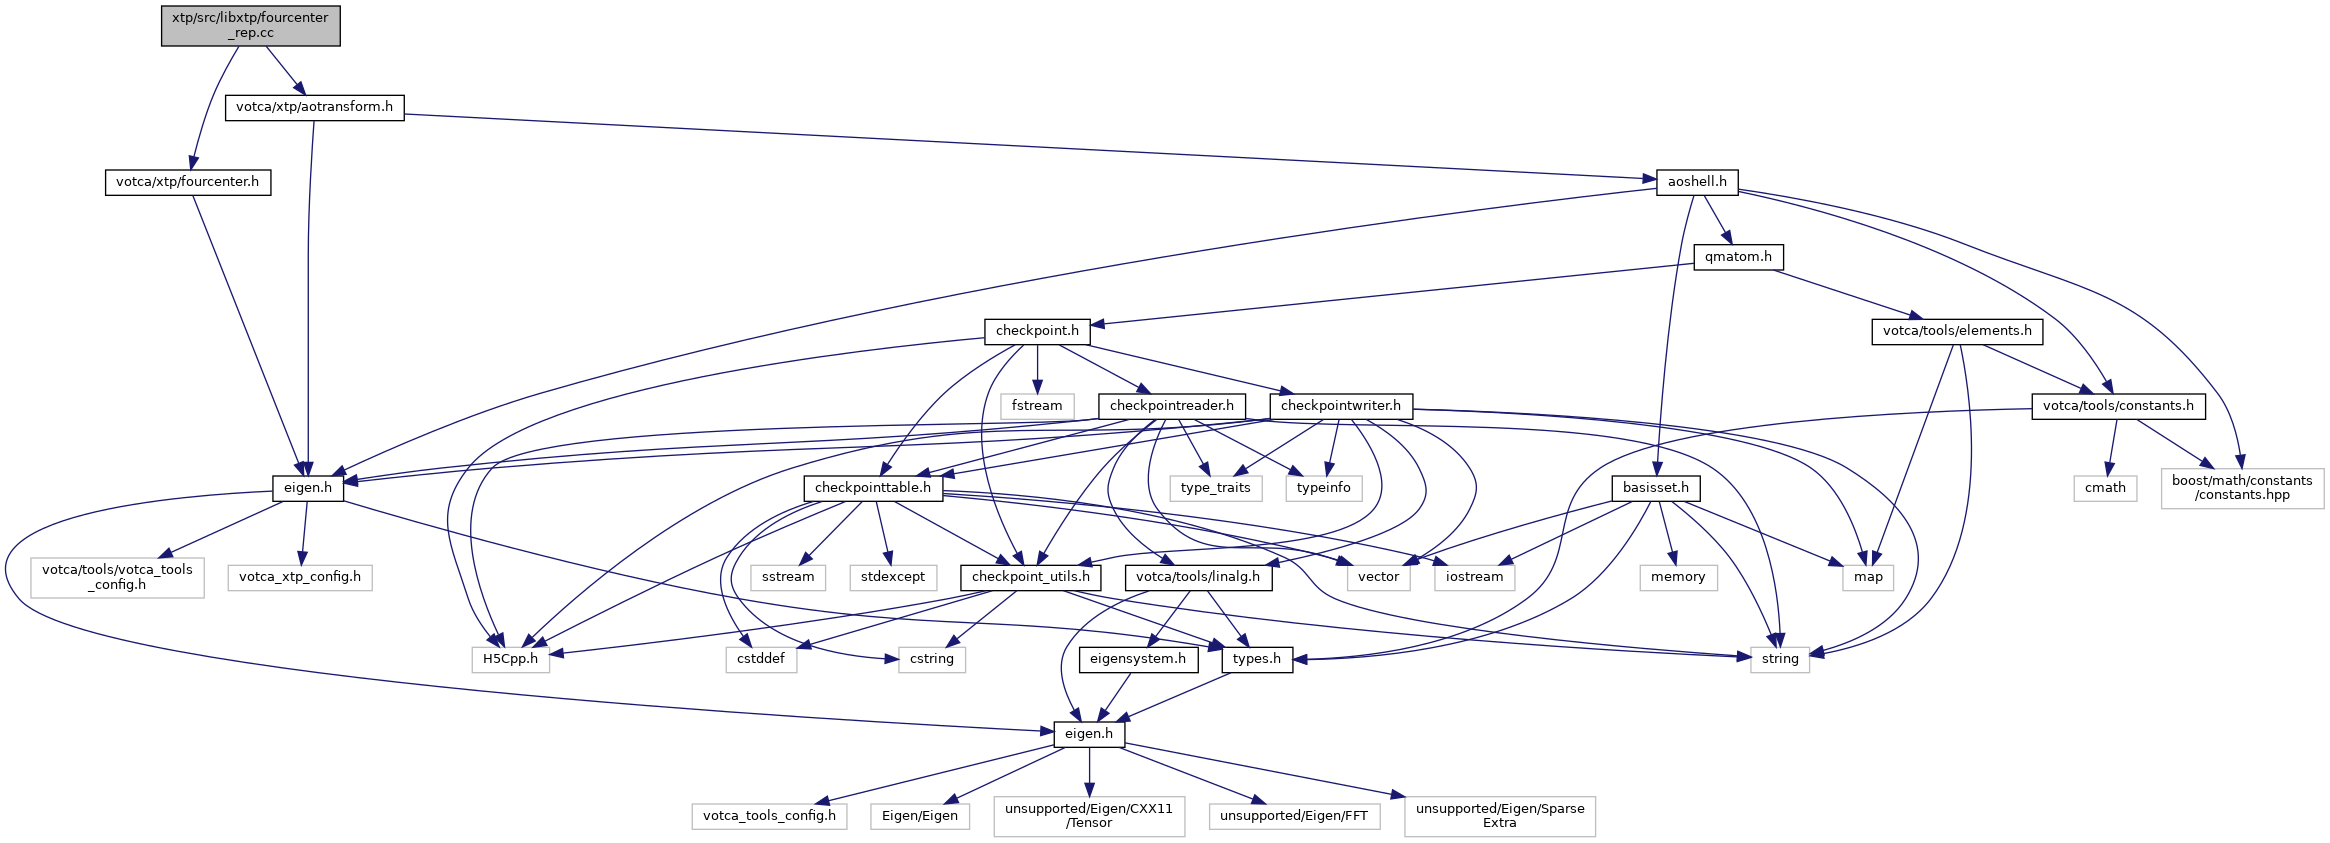 xtp/src/libxtp/fourcenter
_rep.cc
votca/xtp/aotransform.h
votca/xtp/fourcenter.h
aoshell.h
qmatom.h
checkpoint.h
votca/tools/elements.h
fstream
checkpointreader.h
checkpointwriter.h
votca/tools/constants.h
eigen.h
checkpointtable.h
type_traits
typeinfo
basisset.h
cmath
boost/math/constants
/constants.hpp
votca/tools/votca_tools
_config.h
votca_xtp_config.h
sstream
stdexcept
checkpoint_utils.h
votca/tools/linalg.h
vector
iostream
memory
map
H5Cpp.h
cstddef
cstring
eigensystem.h
types.h
string
eigen.h
votca_tools_config.h
Eigen/Eigen
unsupported/Eigen/CXX11
/Tensor
unsupported/Eigen/FFT
unsupported/Eigen/Sparse
Extra